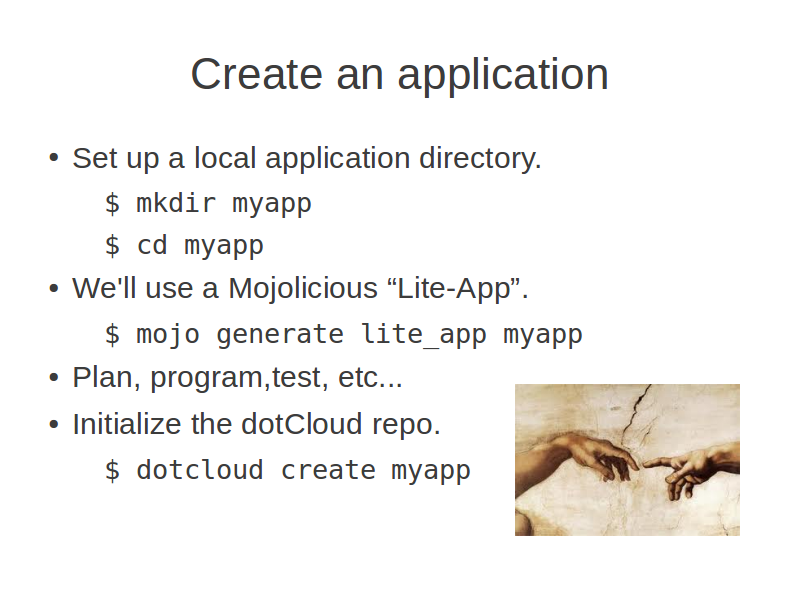 Create an application
• Set up a local application directory.
$ mkdir myapp
$ cd myapp
• We'll use a Mojolicious “Lite-App”.
$ mojo generate lite_app myapp
• Plan, program,test, etc...
• Initialize the dotCloud repo.
$ dotcloud create myapp